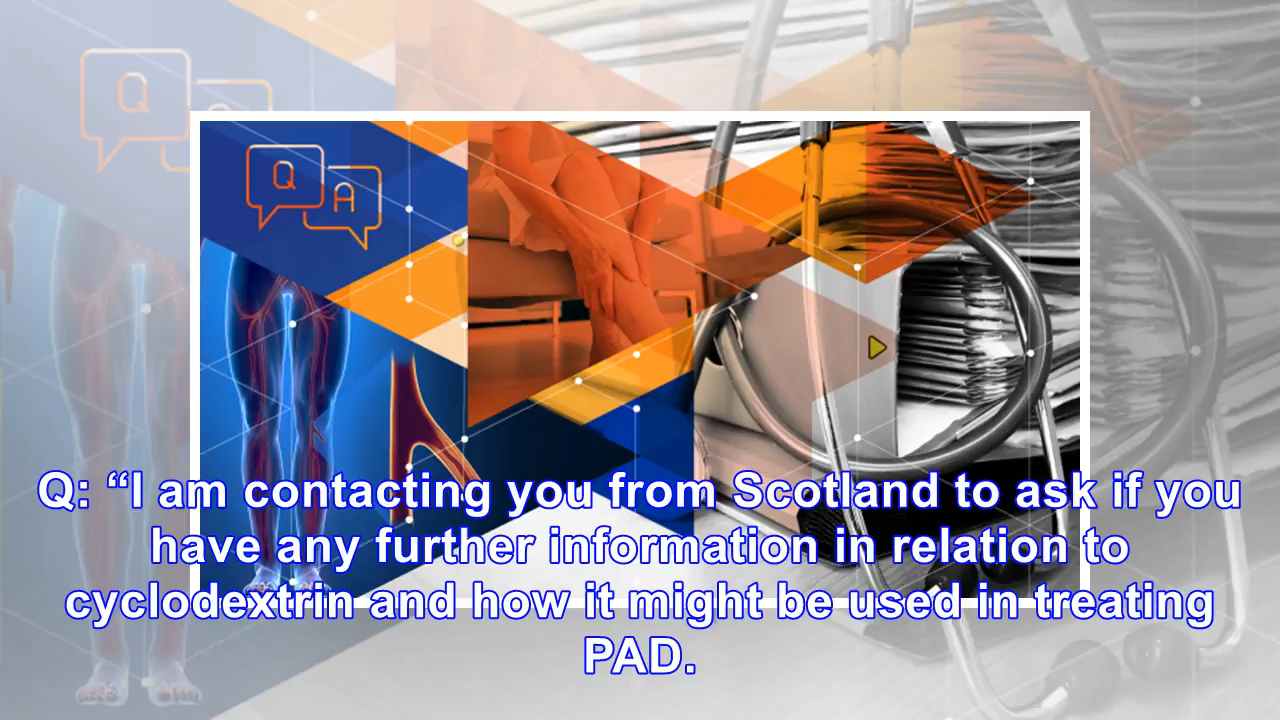 Q
A
Q: “I am contacting you from Scotland to ask if you
have any further information in relation to
cyclodextrin and how it might be used in treating
PAD.